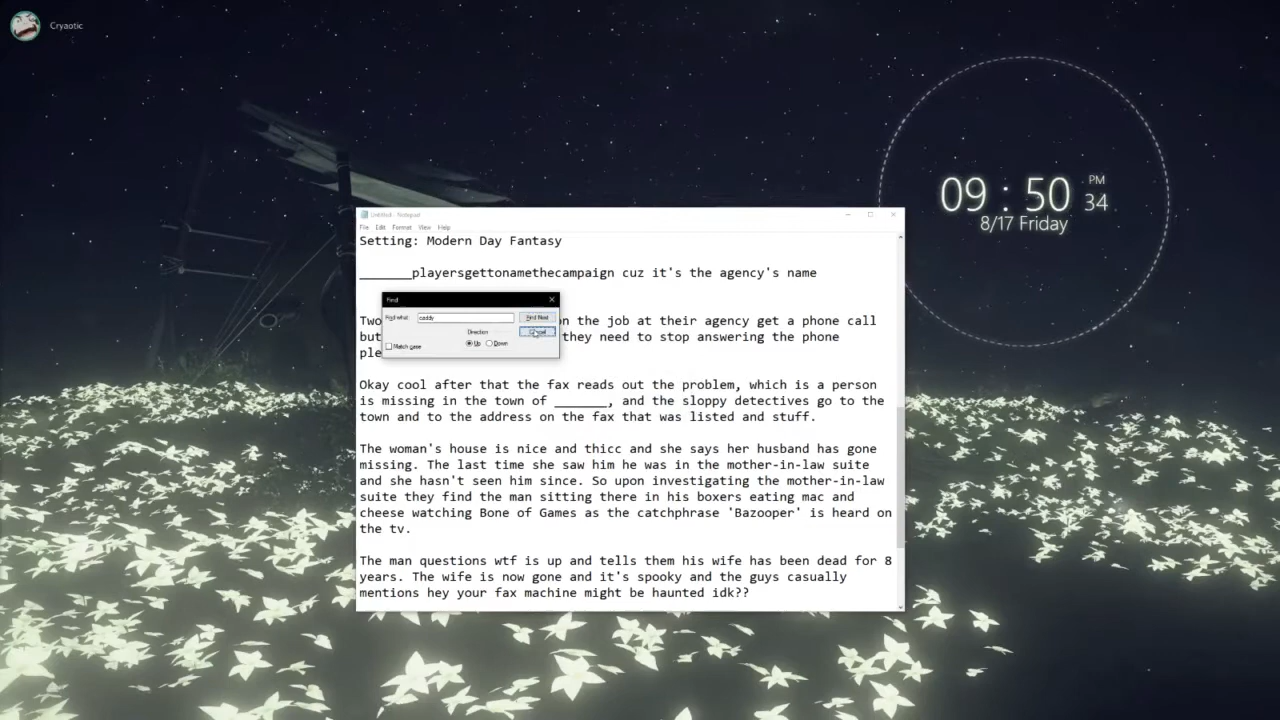 Cryaotic
09 : 50 PM
34
8/17 Friday
Untitled - Notepad
File Edit Format View Help
Setting: Modern Day Fantasy
_______playersgettonamethecampaign cuz it's the agency's name
Find
Find what: caddy Find Next
Direction Cancel
Match case Up Down
Two on the job at their agency get a phone call
but they need to stop answering the phone
ple
Okay cool after that the fax reads out the problem, which is a person
is missing in the town of _______, and the sloppy detectives go to the
town and to the address on the fax that was listed and stuff.
The woman's house is nice and thicc and she says her husband has gone
missing. The last time she saw him he was in the mother-in-law suite
and she hasn't seen him since. So upon investigating the mother-in-law
suite they find the man sitting there in his boxers eating mac and
cheese watching Bone of Games as the catchphrase 'Bazooper' is heard on
the tv.
The man questions wtf is up and tells them his wife has been dead for 8
years. The wife is now gone and it's spooky and the guys casually
mentions hey your fax machine might be haunted idk??